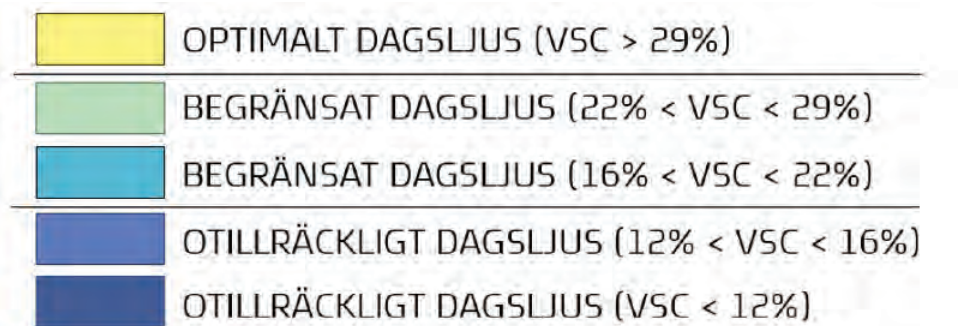 OPTIMALT DAGSLJUS (VSC > 29%)
BEGRÄNSAT DAGSLJUS (22% < VSC < 29%)
BEGRÄNSAT DAGSLJUS (16% < VSC < 22%)
OTILLRÄCKLIGT DAGSLJUS (12% < VSC < 16%)
OTILLRÄCKLIGT DAGSLJUS (VSC < 12%)